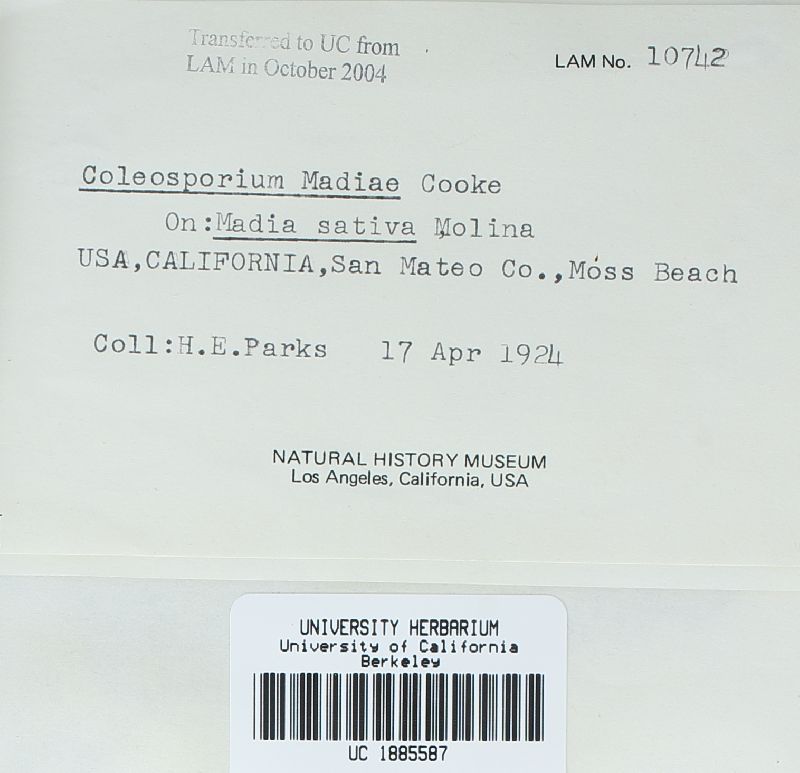 Transferred to UC from
LAM in October 2004
LAM No. 10742
Coleosporium Madiae Cooke
On:Madia sativa Molina
USA,CALIFORNIA,San Mateo Co.,Moss Beach
Coll:H.E.Parks 17 Apr 1924
NATURAL HISTORY MUSEUM
Los Angeles, California, USA
UNIVERSITY HERBARIUM
University of California
Berkeley
UC 1885587